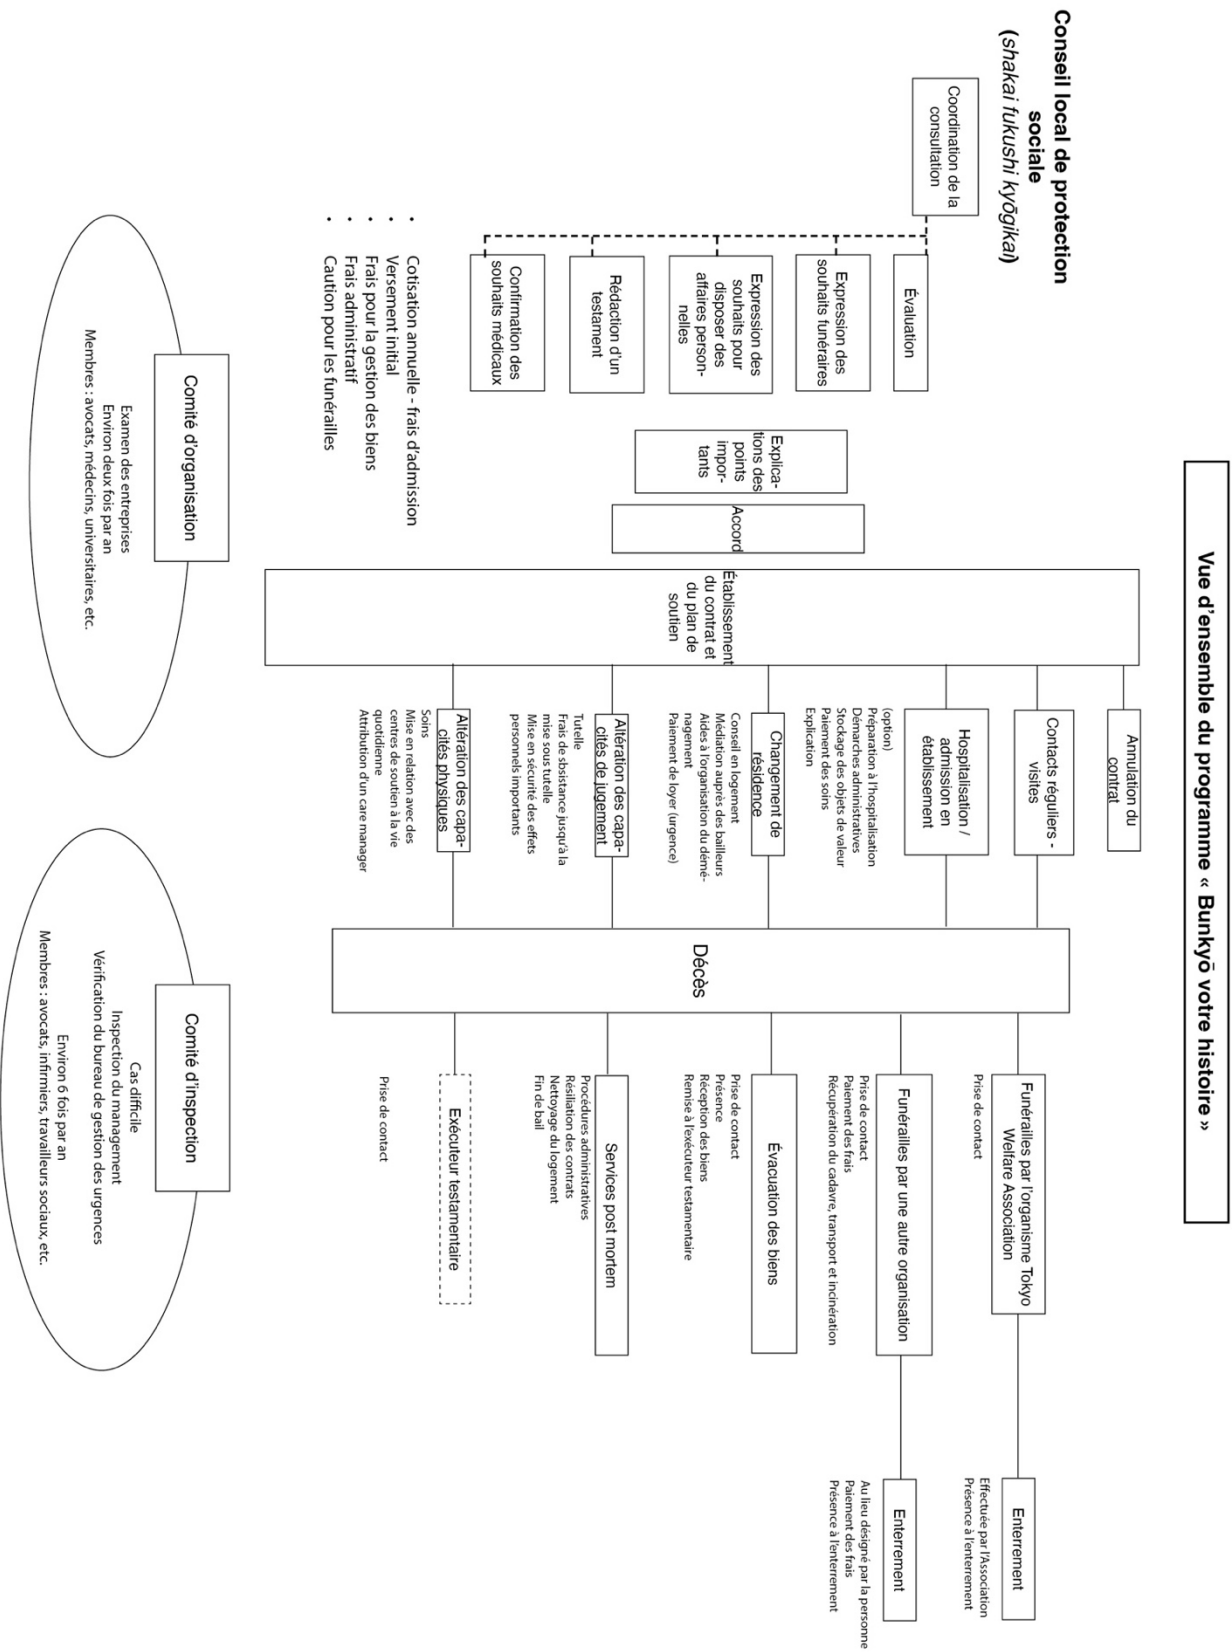 Vue d'ensemble du programme « Bunkyō votre histoire »
Conseil local de protection
sociale
(shakai fukushi kyōgikai)
Coordination de la
consultation
Évaluation
Expression des
souhaits funéraires
Expression des
souhaits pour
disposer des
affaires person-
nelles
Rédaction d'un
testament
Confirmation des
souhaits médicaux
• Cotisation annuelle - frais d'admission
• Versement initial
• Frais pour la gestion des biens
• Frais administratif
• Caution pour les funérailles
Explica-
tions des
points
impor-
tants
Accord
Établissement
du contrat et
du plan de
soutien
Annulation du
contrat
Contacts réguliers -
visites
Hospitalisation /
admission en
établissement
(option)
Préparation à l'hospitalisation
Démarches administratives
Stockage des objets de valeur
Paiement des soins
Explication
Changement de
résidence
Conseil en logement
Médiation auprès des bailleurs
Aides à l'organisation du démé-
nagement
Paiement de loyer (urgence)
Altération des capa-
cités de jugement
Tutelle
Frais de sbsistance jusqu'à la
mise sous tutelle
Mise en sécurité des effets
personnels importants
Altération des capa-
cités physiques
Soins
Mise en relation avec des
centres de soutien à la vie
quotidienne
Attribution d'un care manager
Décès
Funérailles par l'organisme Tokyo
Welfare Association
Prise de contact
Funérailles par une autre organisation
Prise de contact
Paiement des frais
Récupération du cadavre, transport et incinération
Évacuation des biens
Prise de contact
Présence
Réception des biens
Remise à l'exécuteur testamentaire
Services post mortem
Procédures administratives
Résiliation des contrats
Nettoyage du logement
Fin de bail
Exécuteur testamentaire
Prise de contact
Enterrement
Effectuée par l'Association
Présence à l'enterrement
Enterrement
Au lieu désigné par la personne
Paiement des frais
Présence à l'enterrement
Comité d'organisation
Examen des entreprises
Environ deux fois par an
Membres : avocats, médecins, universitaires, etc.
Comité d'inspection
Cas difficile
Inspection du management
Vérification du bureau de gestion des urgences
Environ 6 fois par an
Membres : avocats, infirmiers, travailleurs sociaux, etc.